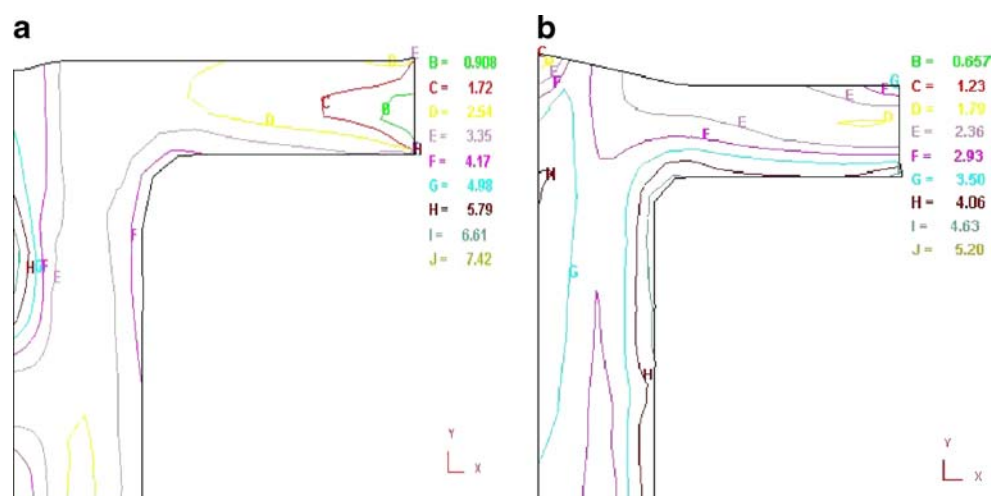 a
b
E
D
C
B
D
H
F
H G F
E
B = 0.908
C = 1.72
D = 2.54
E = 3.35
F = 4.17
G = 4.98
H = 5.79
I = 6.61
J = 7.42
Y
X
C
D
E
F
H
G
F
E
E
G
F
D
H
B = 0.657
C = 1.23
D = 1.79
E = 2.36
F = 2.93
G = 3.50
H = 4.06
I = 4.63
J = 5.20
Y
X